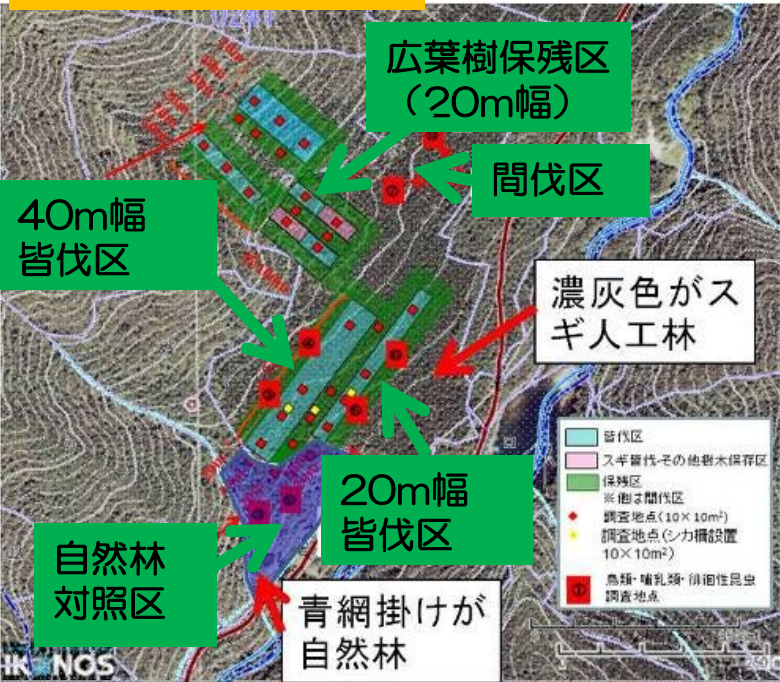 広葉樹保残区
（20m幅）
間伐区
40m幅
皆伐区
濃灰色がス
ギ人工林
皆伐区
スギ皆伐・その他樹木保存区
保残区
※他は間伐区
調査地点(10×10m²)
調査地点(シカ柵設置
10×10m²)
鳥類・哺乳類・徘徊性昆虫
調査地点
20m幅
皆伐区
自然林
対照区
青網掛けが
自然林
IKONOS